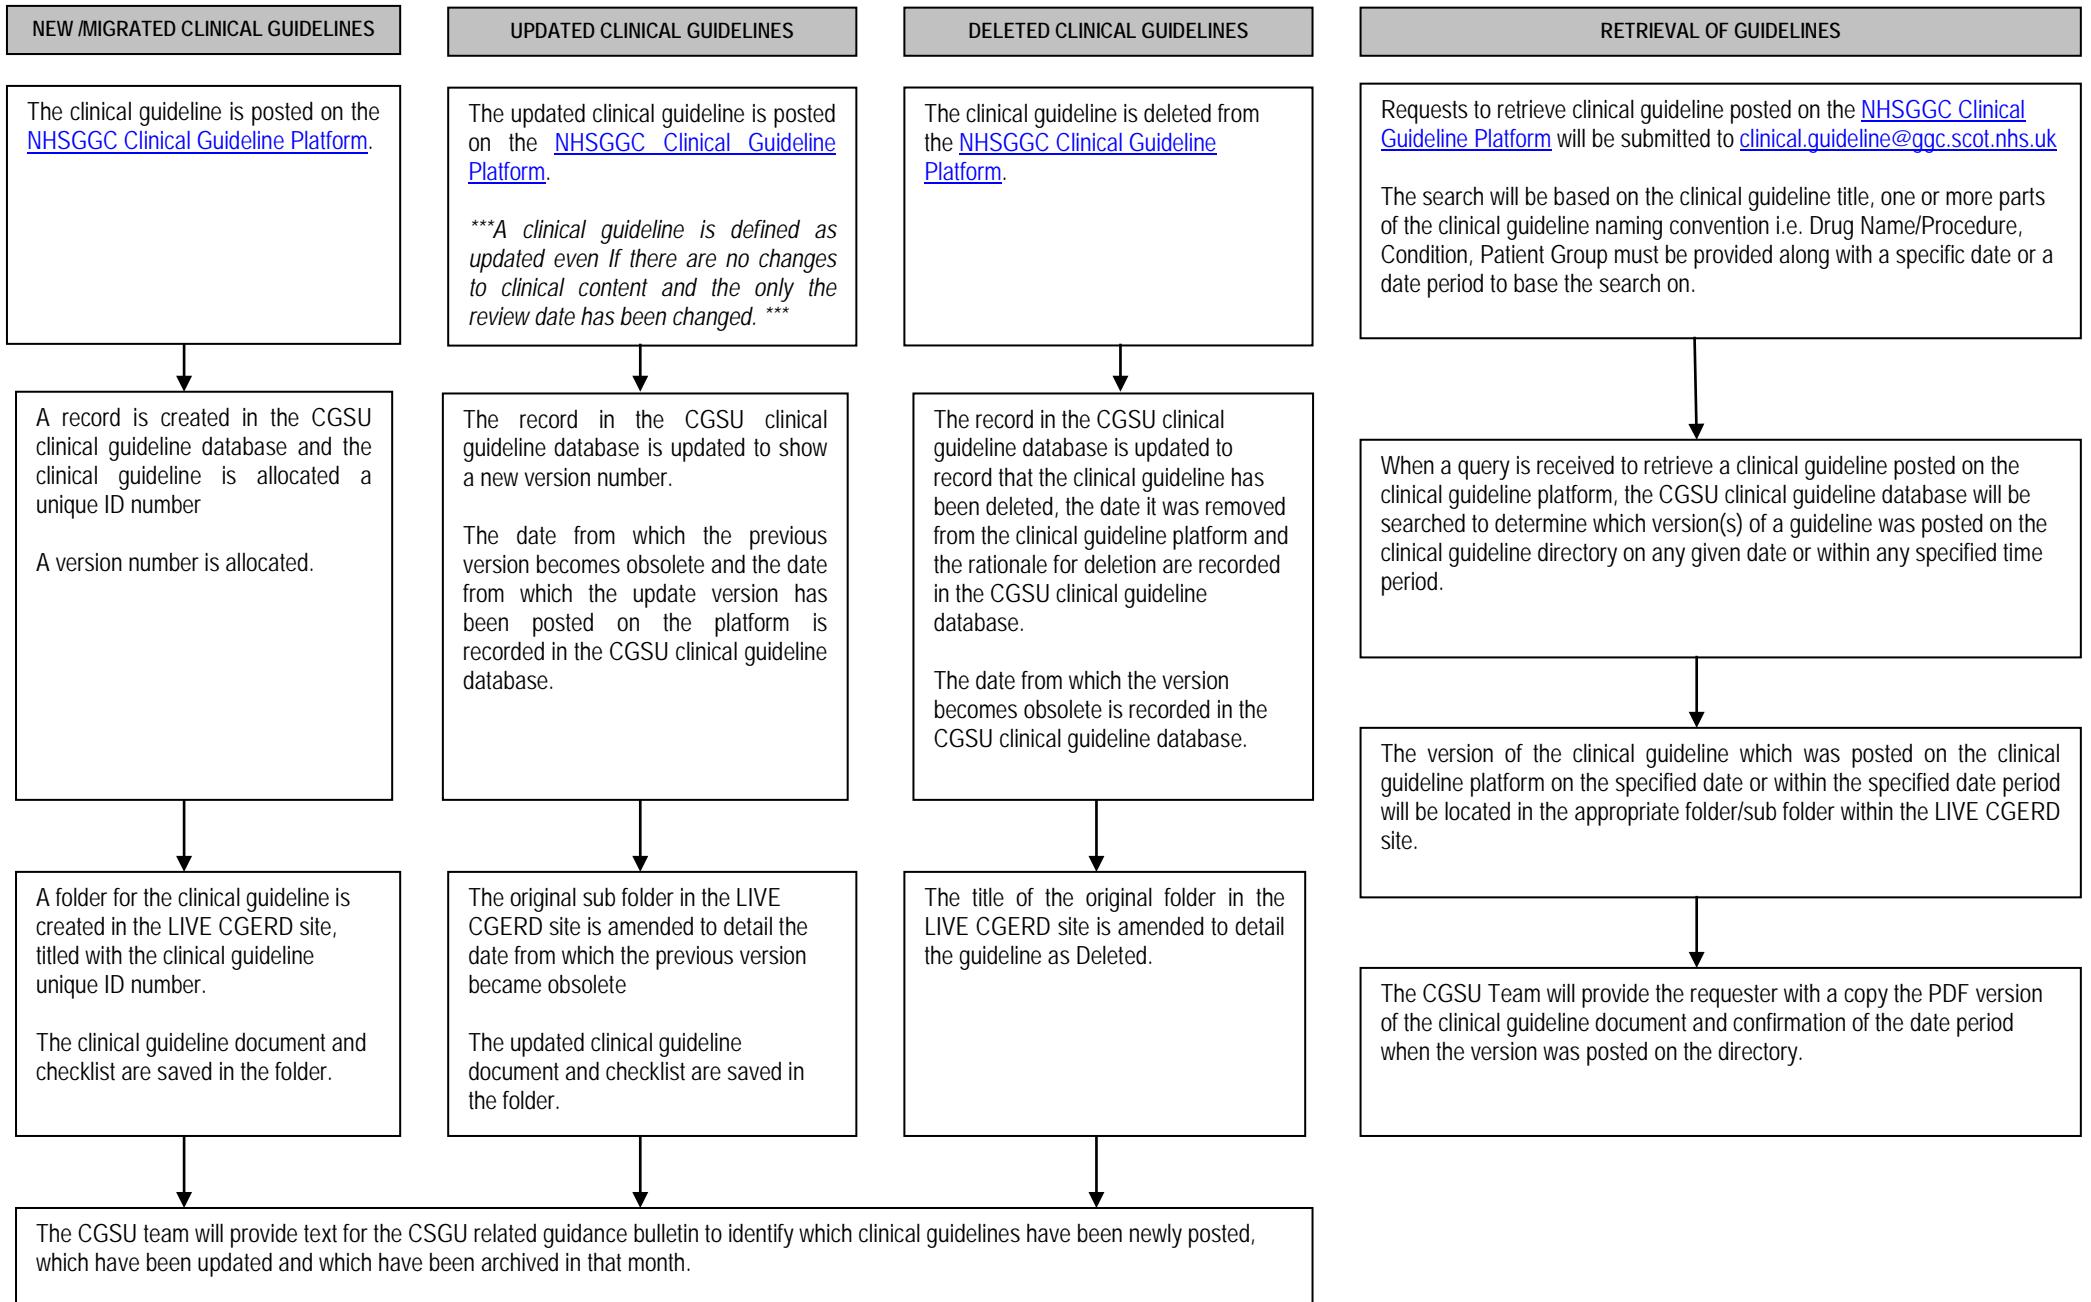 NEW /MIGRATED CLINICAL GUIDELINES
The clinical guideline is posted on the
NHSGGC Clinical Guideline Platform.
A record is created in the CGSU
clinical guideline database and the
clinical guideline is allocated a
unique ID number
A version number is allocated.
A folder for the clinical guideline is
created in the LIVE CGERD site,
titled with the clinical guideline
unique ID number.
The clinical guideline document and
checklist are saved in the folder.
UPDATED CLINICAL GUIDELINES
The updated clinical guideline is posted
on the NHSGGC Clinical Guideline
Platform.
***A clinical guideline is defined as
updated even If there are no changes
to clinical content and the only the
review date has been changed. ***
The record in the CGSU clinical
guideline database is updated to show
a new version number.
The date from which the previous
version becomes obsolete and the date
from which the update version has
been posted on the platform is
recorded in the CGSU clinical guideline
database.
The original sub folder in the LIVE
CGERD site is amended to detail the
date from which the previous version
became obsolete
The updated clinical guideline
document and checklist are saved in
the folder.
DELETED CLINICAL GUIDELINES
The clinical guideline is deleted from
the NHSGGC Clinical Guideline
Platform.
The record in the CGSU clinical
guideline database is updated to
record that the clinical guideline has
been deleted, the date it was removed
from the clinical guideline platform and
the rationale for deletion are recorded
in the CGSU clinical guideline
database.
The date from which the version
becomes obsolete is recorded in the
CGSU clinical guideline database.
The title of the original folder in the
LIVE CGERD site is amended to detail
the guideline as Deleted.
The CGSU team will provide text for the CSGU related guidance bulletin to identify which clinical guidelines have been newly posted,
which have been updated and which have been archived in that month.
RETRIEVAL OF GUIDELINES
Requests to retrieve clinical guideline posted on the NHSGGC Clinical
Guideline Platform will be submitted to clinical.guideline@ggc.scot.nhs.uk
The search will be based on the clinical guideline title, one or more parts
of the clinical guideline naming convention i.e. Drug Name/Procedure,
Condition, Patient Group must be provided along with a specific date or a
date period to base the search on.
When a query is received to retrieve a clinical guideline posted on the
clinical guideline platform, the CGSU clinical guideline database will be
searched to determine which version(s) of a guideline was posted on the
clinical guideline directory on any given date or within any specified time
period.
The version of the clinical guideline which was posted on the clinical
guideline platform on the specified date or within the specified date period
will be located in the appropriate folder/sub folder within the LIVE CGERD
site.
The CGSU Team will provide the requester with a copy the PDF version
of the clinical guideline document and confirmation of the date period
when the version was posted on the directory.